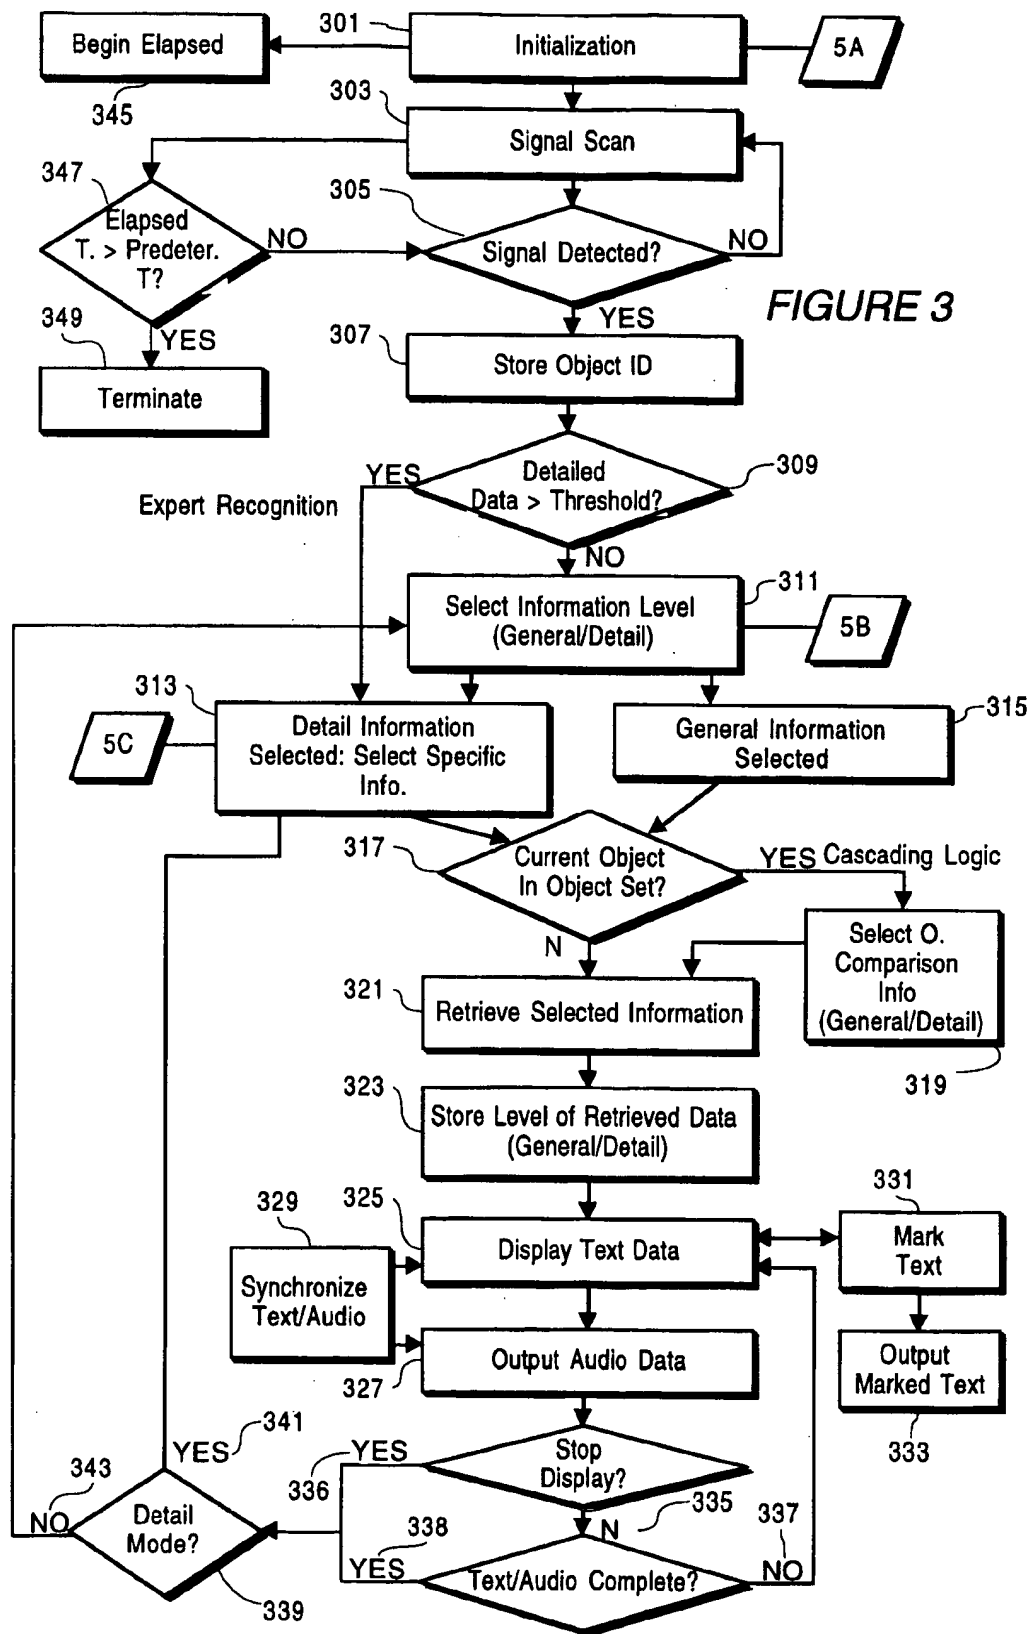 301
Begin Elapsed
Initialization
5A
345
303
Signal Scan
347
305
Elapsed
T. > Predeter.
T?
NO
Signal Detected?
NO
FIGURE 3
349
YES
307
YES
Terminate
Store Object ID
YES
Detailed
Data > Threshold?
309
Expert Recognition
NO
311
Select Information Level
(General/Detail)
5B
313
315
5C
Detail Information
Selected: Select Specific
Info.
General Information
Selected
317
Current Object
In Object Set?
YES
Cascading Logic
N
Select O.
Comparison
Info
(General/Detail)
319
321
Retrieve Selected Information
323
Store Level of Retrieved Data
(General/Detail)
325
331
329
Display Text Data
Mark
Text
Synchronize
Text/Audio
327
Output Audio Data
Output
Marked Text
333
341
YES
YES
Stop
Display?
343
336
335
337
NO
Detail
Mode?
338
N
YES
Text/Audio Complete?
NO
339